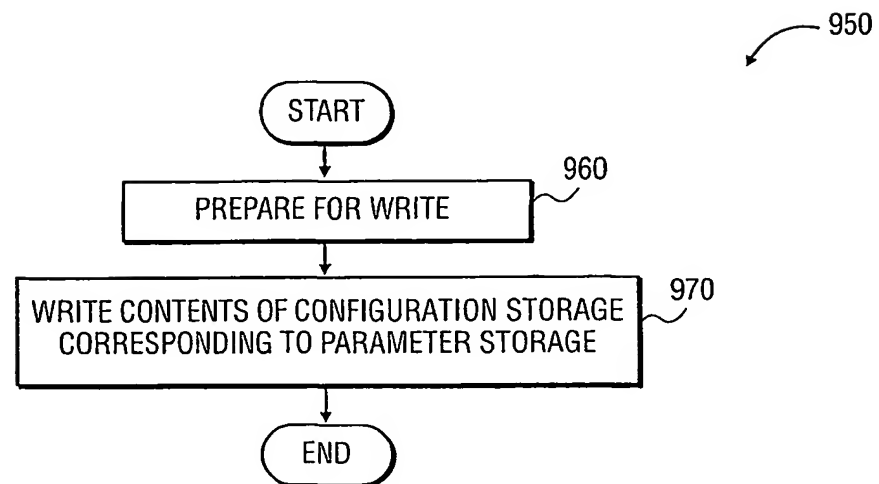 950
START
960
PREPARE FOR WRITE
970
WRITE CONTENTS OF CONFIGURATION STORAGE
CORRESPONDING TO PARAMETER STORAGE
END